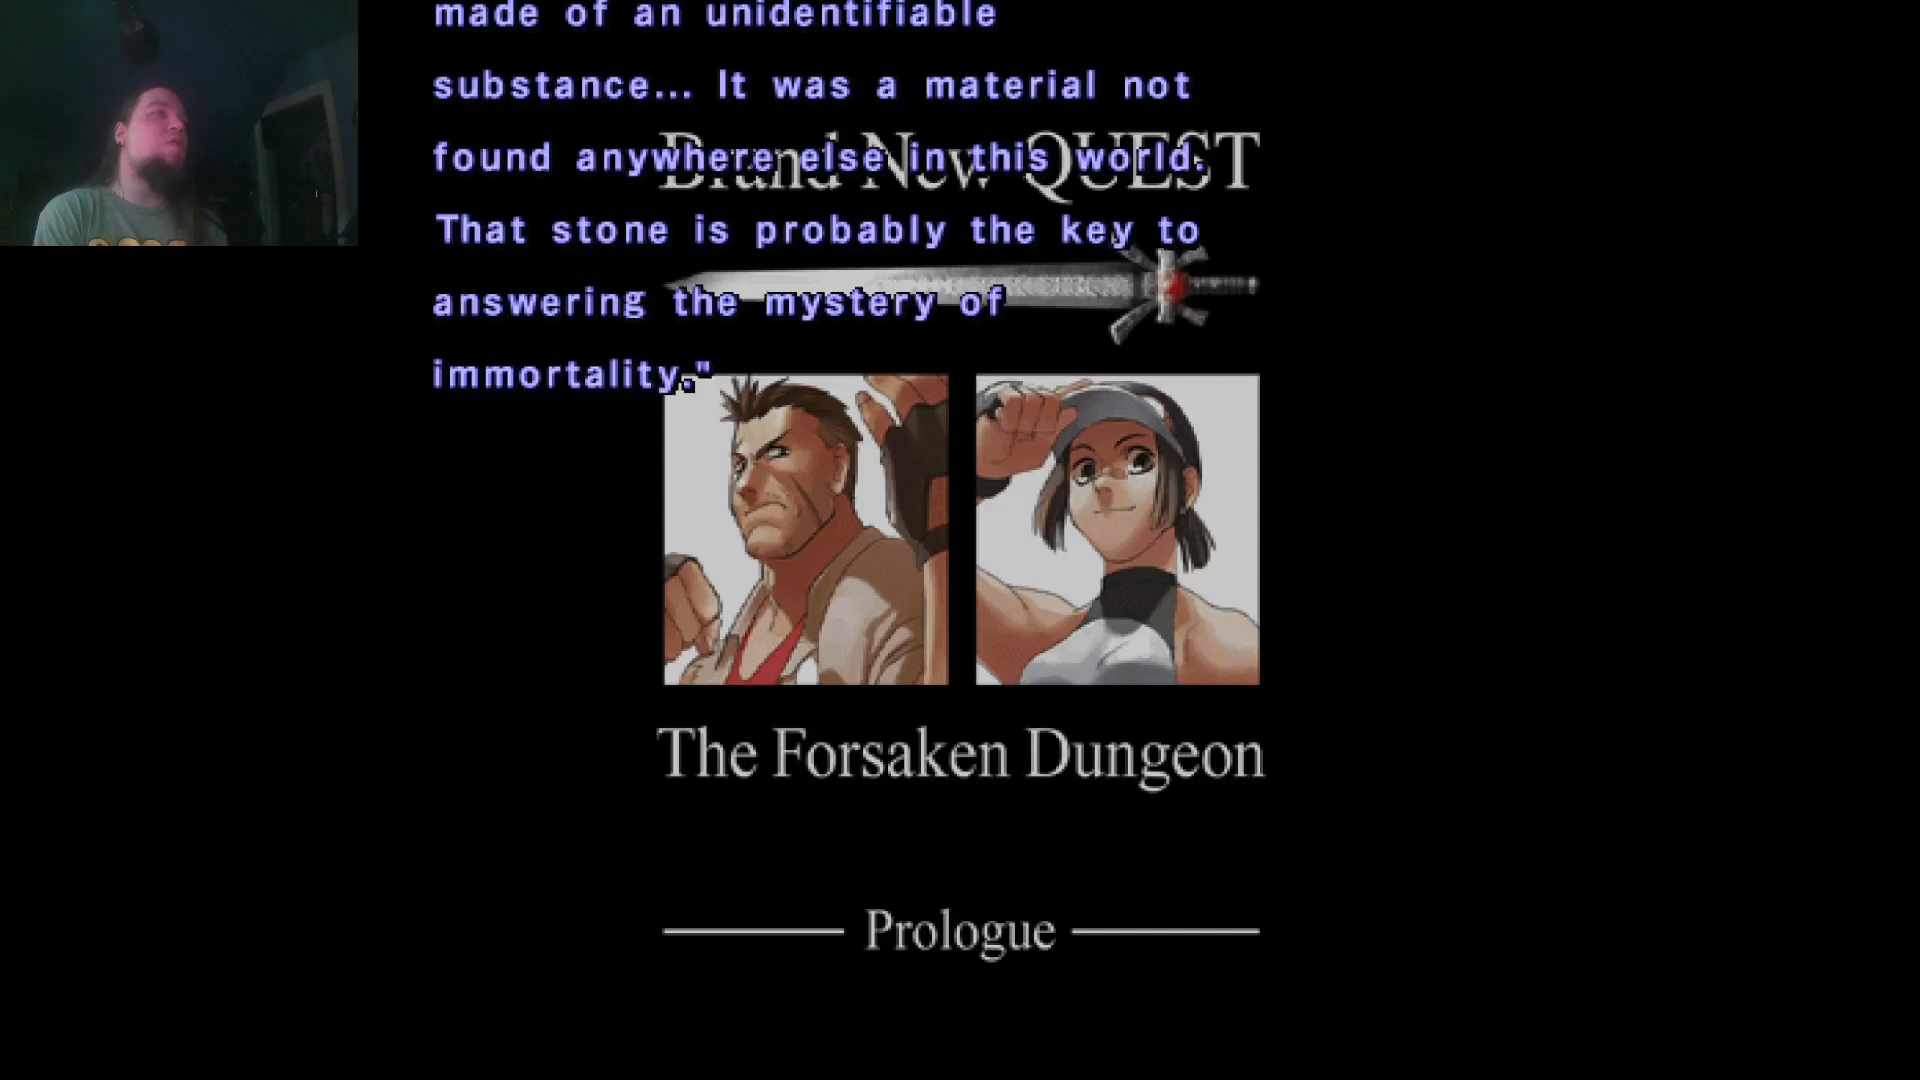 made of an unidentifiable
substance... It was a material not
found anywhere else in this world.
That stone is probably the key to
answering the mystery of
immortality."
Brand New QUEST
The Forsaken Dungeon
Prologue